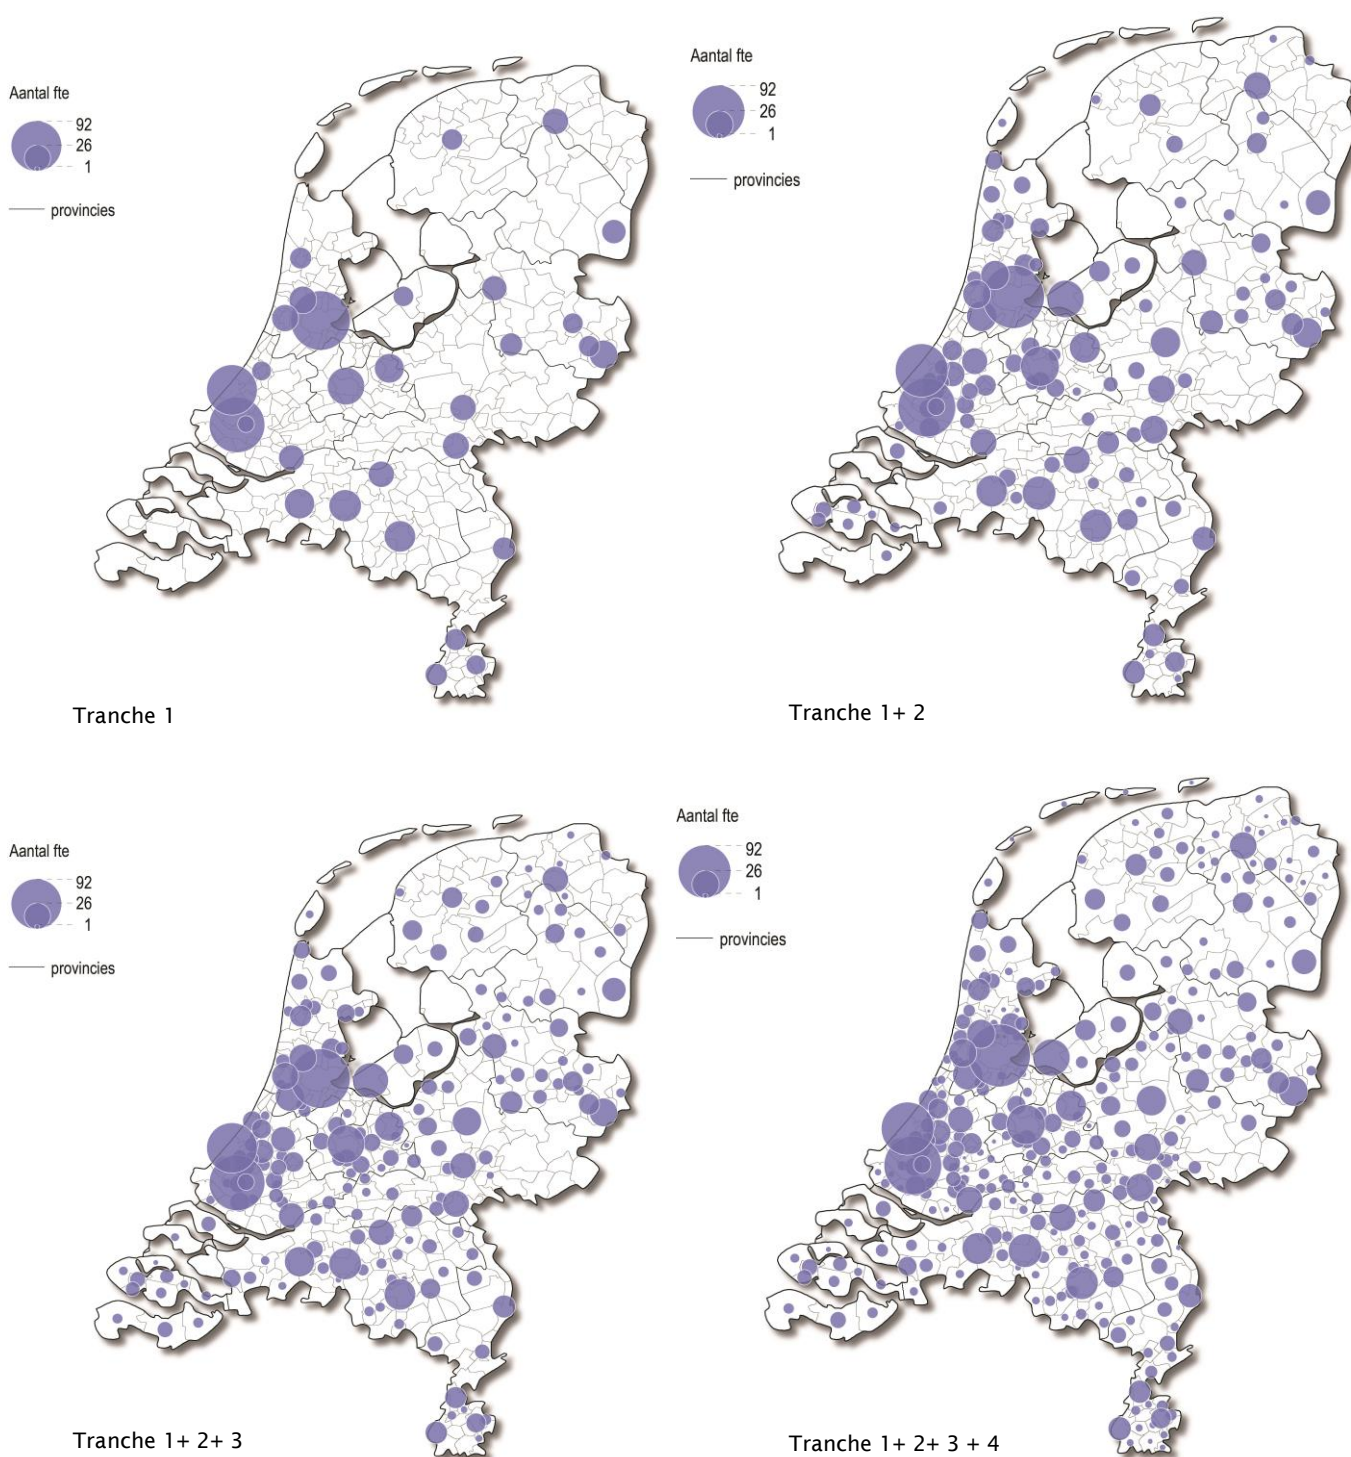 Aantal fte
92
26
1
provincies
Tranche 1
Aantal fte
92
26
1
provincies
Tranche 1+ 2
Aantal fte
92
26
1
provincies
Tranche 1+ 2+ 3
Aantal fte
92
26
1
provincies
Tranche 1+ 2+ 3 + 4